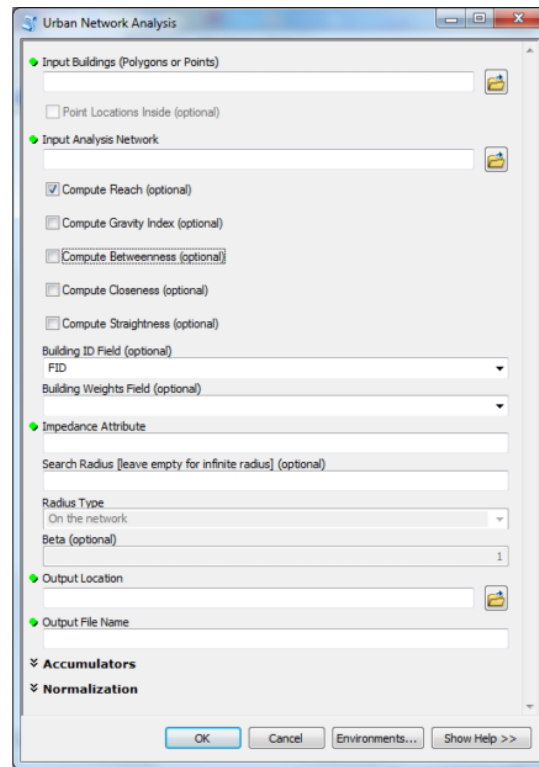 Urban Network Analysis
Input Buildings (Polygons or Points)
Point Locations Inside (optional)
Input Analysis Network
Compute Reach (optional)
Compute Gravity Index (optional)
Compute Betweenness (optional)
Compute Closeness (optional)
Compute Straightness (optional)
Building ID Field (optional)
FID
Building Weights Field (optional)
Impedance Attribute
Search Radius [leave empty for infinite radius] (optional)
Radius Type
On the network
Beta (optional)
1
Output Location
Output File Name
Accumulators
Normalization
OK Cancel Environments... Show Help >>